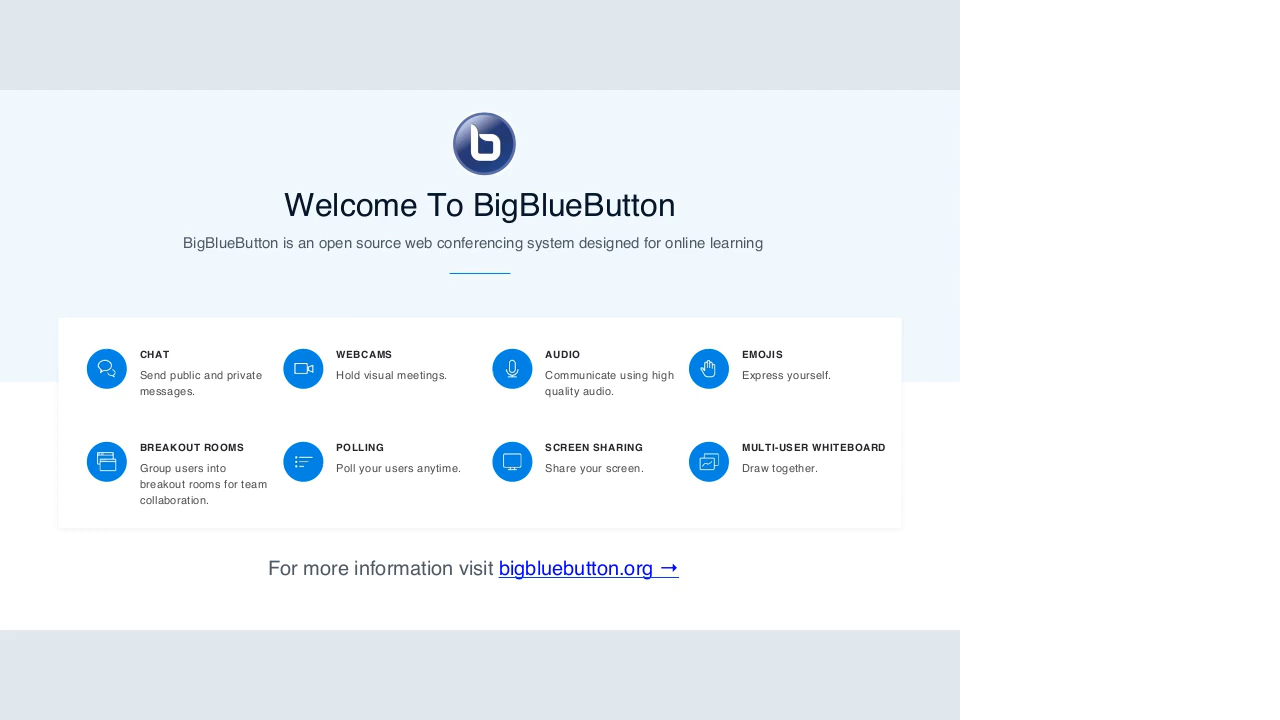 Welcome To BigBlueButton
BigBlueButton is an open source web conferencing system designed for online learning
CHAT
Send public and private
messages.
WEBCAMS
Hold visual meetings.
AUDIO
Communicate using high
quality audio.
EMOJIS
Express yourself.
BREAKOUT ROOMS
Group users into
breakout rooms for team
collaboration.
POLLING
Poll your users anytime.
SCREEN SHARING
Share your screen.
MULTI-USER WHITEBOARD
Draw together.
For more information visit bigbluebutton.org →